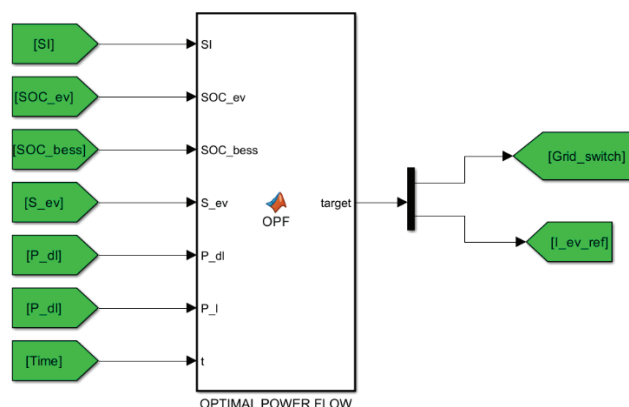 [SI]
SI
[SOC_ev]
SOC_ev
[SOC_bess]
SOC_bess
[S_ev]
S_ev
[P_dl]
P_dl
[P_dl]
P_l
[Time]
t
OPF
target
[Grid_switch]
[I_ev_ref]
OPTIMAL POWER FLOW